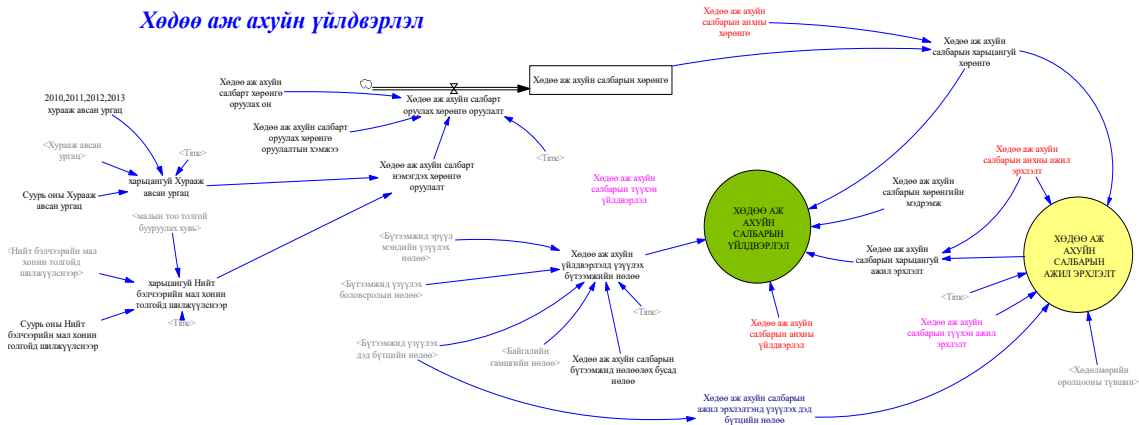 Хөдөө аж ахуйн үйлдвэрлэл
Хөдөө аж ахуйн
салбарын анхны
хөрөнгө
Хөдөө аж ахуйн
салбарын харьцангуй
хөрөнгө
Хөдөө аж ахуй салбарын хөрөнгө
Хөдөө аж ахуйн
салбарт хөрөнгө
оруулах он
Хөдөө аж ахуйн салбарт
оруулах хөрөнгө оруулалт
2010,2011,2012,2013
хурааж авсан ургац
Хөдөө аж ахуйн салбарт
оруулах хөрөнгө
оруулалтын хэмжээ
<Хурааж авсан
ургац>
<Time>
<Time>
Хөдөө аж ахуйн салбарт
нэмэгдэх хөрөнгө
оруулалт
харьцангуй Хурааж
авсан ургац
Суурь оны Хурааж
авсан ургац
Хөдөө аж ахуйн
салбарын түүхэн
үйлдвэрлэл
Хөдөө аж ахуйн
салбарын анхны ажил
эрхлэлт
Хөдөө аж ахуйн
салбарын хөрөнгийн
мэдрэмж
<малын тоо толгой
бууруулах хувь>
ХӨДӨӨ АЖ
АХУЙН
САЛБАРЫН
ҮЙЛДВЭРЛЭЛ
<Бүтээмжид эрүүл
мэндийн үзүүлэх
нөлөө>
Хөдөө аж ахуйн
үйлдвэрлэлд үзүүлэх
бүтээмжийн нөлөө
Хөдөө аж ахуйн
салбарын харьцангуй
ажил эрхлэлт
ХӨДӨӨ АЖ
АХУЙН
САЛБАРЫН
АЖИЛ ЭРХЛЭЛТ
<Нийт бэлчээрийн мал
хонин толгойд
шилжүүлснээр>
харьцангуй Нийт
бэлчээрийн мал хонин
толгойд шилжүүлснээр
<Бүтээмжид үзүүлэх
боловсролын нөлөө>
<Time>
<Time>
<Time>
Суурь оны Нийт
бэлчээрийн мал хонин
толгойд шилжүүлснээр
<Бүтээмжид үзүүлэх
дэд бүтцийн нөлөө>
<Байгалийн
гамшгийн нөлөө>
Хөдөө аж ахуйн салбарын
бүтээмжид нөлөөлөх бусад
нөлөө
Хөдөө аж ахуйн
салбарын анхны
үйлдвэрлэл
Хөдөө аж ахуйн
салбарын түүхэн ажил
эрхлэлт
<Хөдөлмөрийн
оролцооны түвшин>
Хөдөө аж ахуйн салбарын
ажил эрхлэлтэнд үзүүлэх дэд
бүтцийн нөлөө